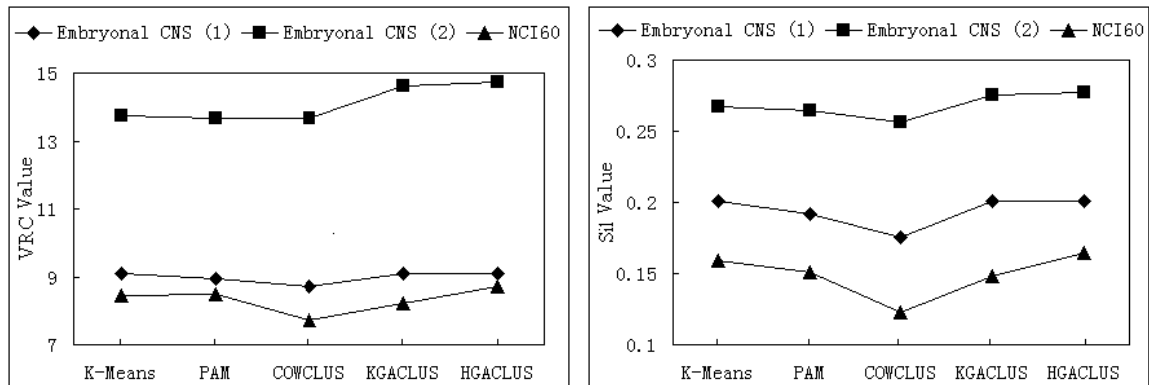 Embryonal CNS (1) Embryonal CNS (2) NCI60
15
13
11
9
7
VRC Value
K-Means PAM COWCLUS KGACLUS HGACLUS
Embryonal CNS (1) Embryonal CNS (2) NCI60
0.3
0.25
0.2
0.15
0.1
Sil Value
K-Means PAM COWCLUS KGACLUS HGACLUS